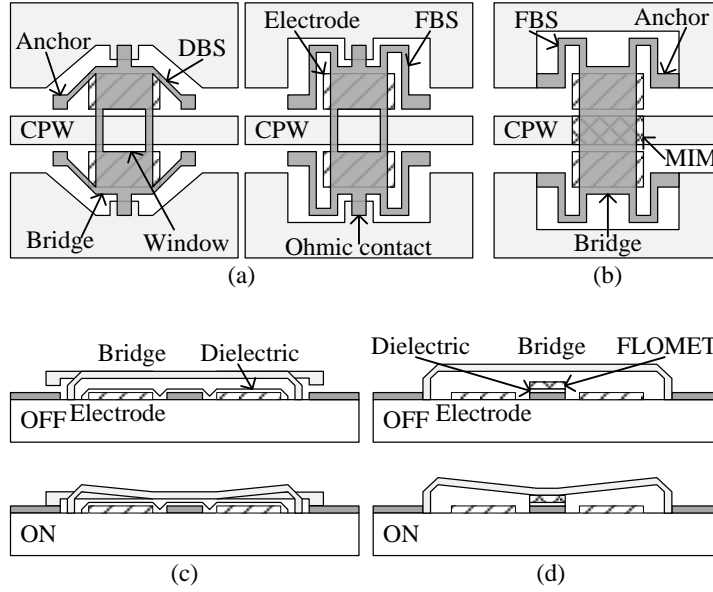 Anchor
DBS
CPW
Bridge
Window
Electrode
FBS
Ohmic contact
(a)
FBS
Anchor
CPW
MIM
Bridge
(b)
Bridge
Dielectric
OFF
Electrode
ON
(c)
Dielectric
Bridge
FLOMET
OFF
Electrode
ON
(d)